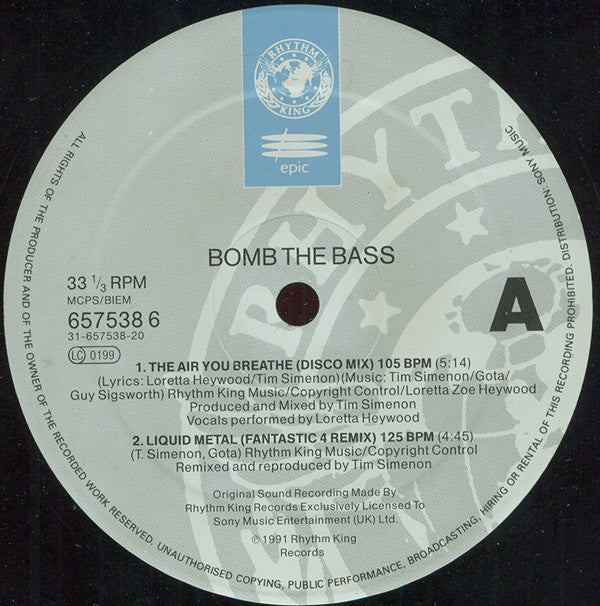 RHYTHM
KING
epic
BOMB THE BASS
33 1/3 RPM
MCPS/BIEM
657538 6
31-657538-20
LC 0199
A
1. THE AIR YOU BREATHE (DISCO MIX) 105 BPM (5:14)
(Lyrics: Loretta Heywood/Tim Simenon)(Music: Tim Simenon/Gota/
Guy Sigsworth) Rhythm King Music/Copyright Control/Loretta Zoe Heywood
Produced and Mixed by Tim Simenon
Vocals performed by Loretta Heywood
2. LIQUID METAL (FANTASTIC 4 REMIX) 125 BPM (4:45)
(T. Simenon, Gota) Rhythm King Music/Copyright Control
Remixed and reproduced by Tim Simenon
Original Sound Recording Made By
Rhythm King Records Exclusively Licensed To
Sony Music Entertainment (UK) Ltd.
℗ 1991 Rhythm King
Records
ALL RIGHTS OF THE PRODUCER AND OF THE OWNER OF THE RECORDED WORK RESERVED. UNAUTHORISED COPYING, PUBLIC PERFORMANCE, BROADCASTING, HIRING OR RENTAL OF THIS RECORDING PROHIBITED. DISTRIBUTION: SONY MUSIC
RHYT